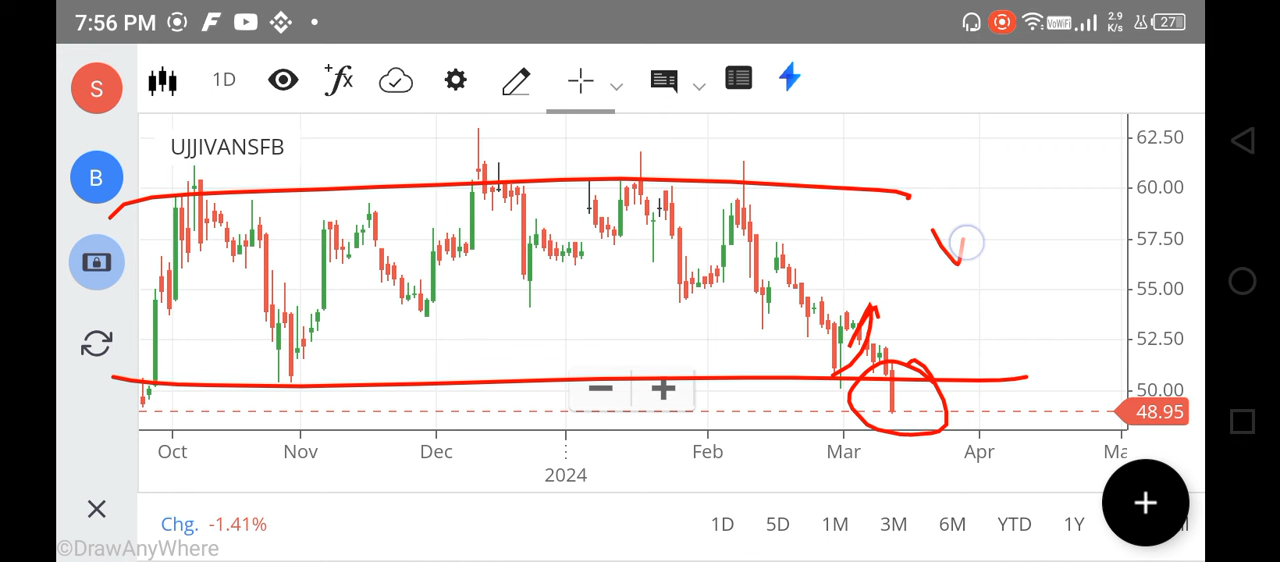 7:56 PM F VoWiFi 2.9 K/s 27
S
1D
fx
UJJIVANSFB
B
62.50
60.00
57.50
55.00
52.50
50.00
48.95
Oct Nov Dec 2024 Feb Mar Apr
Chg. -1.41% 1D 5D 1M 3M 6M YTD 1Y
©DrawAnyWhere